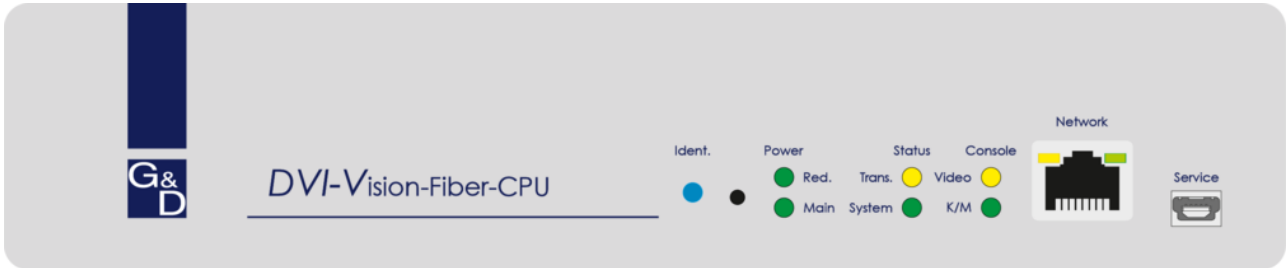 G&
D
DVI-Vision-Fiber-CPU
Ident.
Power
Red.
Main
Status
Trans.
System
Console
Video
K/M
Network
Service